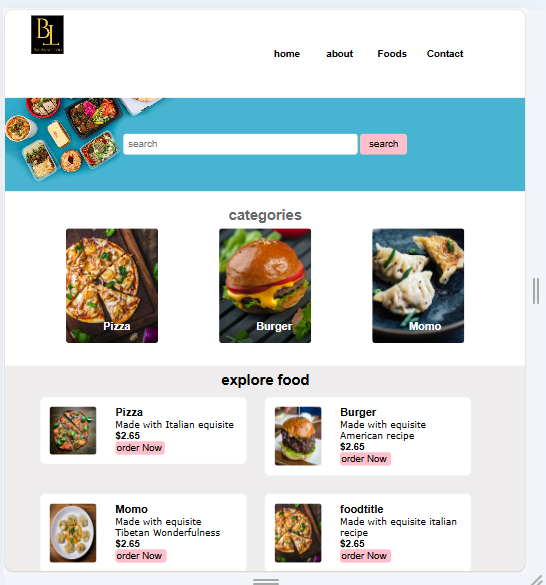 BL
home about Foods Contact
search search
categories
Pizza Burger Momo
explore food
Pizza
Made with Italian equisite
$2.65
order Now
Burger
Made with equisite
American recipe
$2.65
order Now
Momo
Made with equisite
Tibetan Wonderfulness
$2.65
order Now
foodtitle
Made with equisite italian
recipe
$2.65
order Now